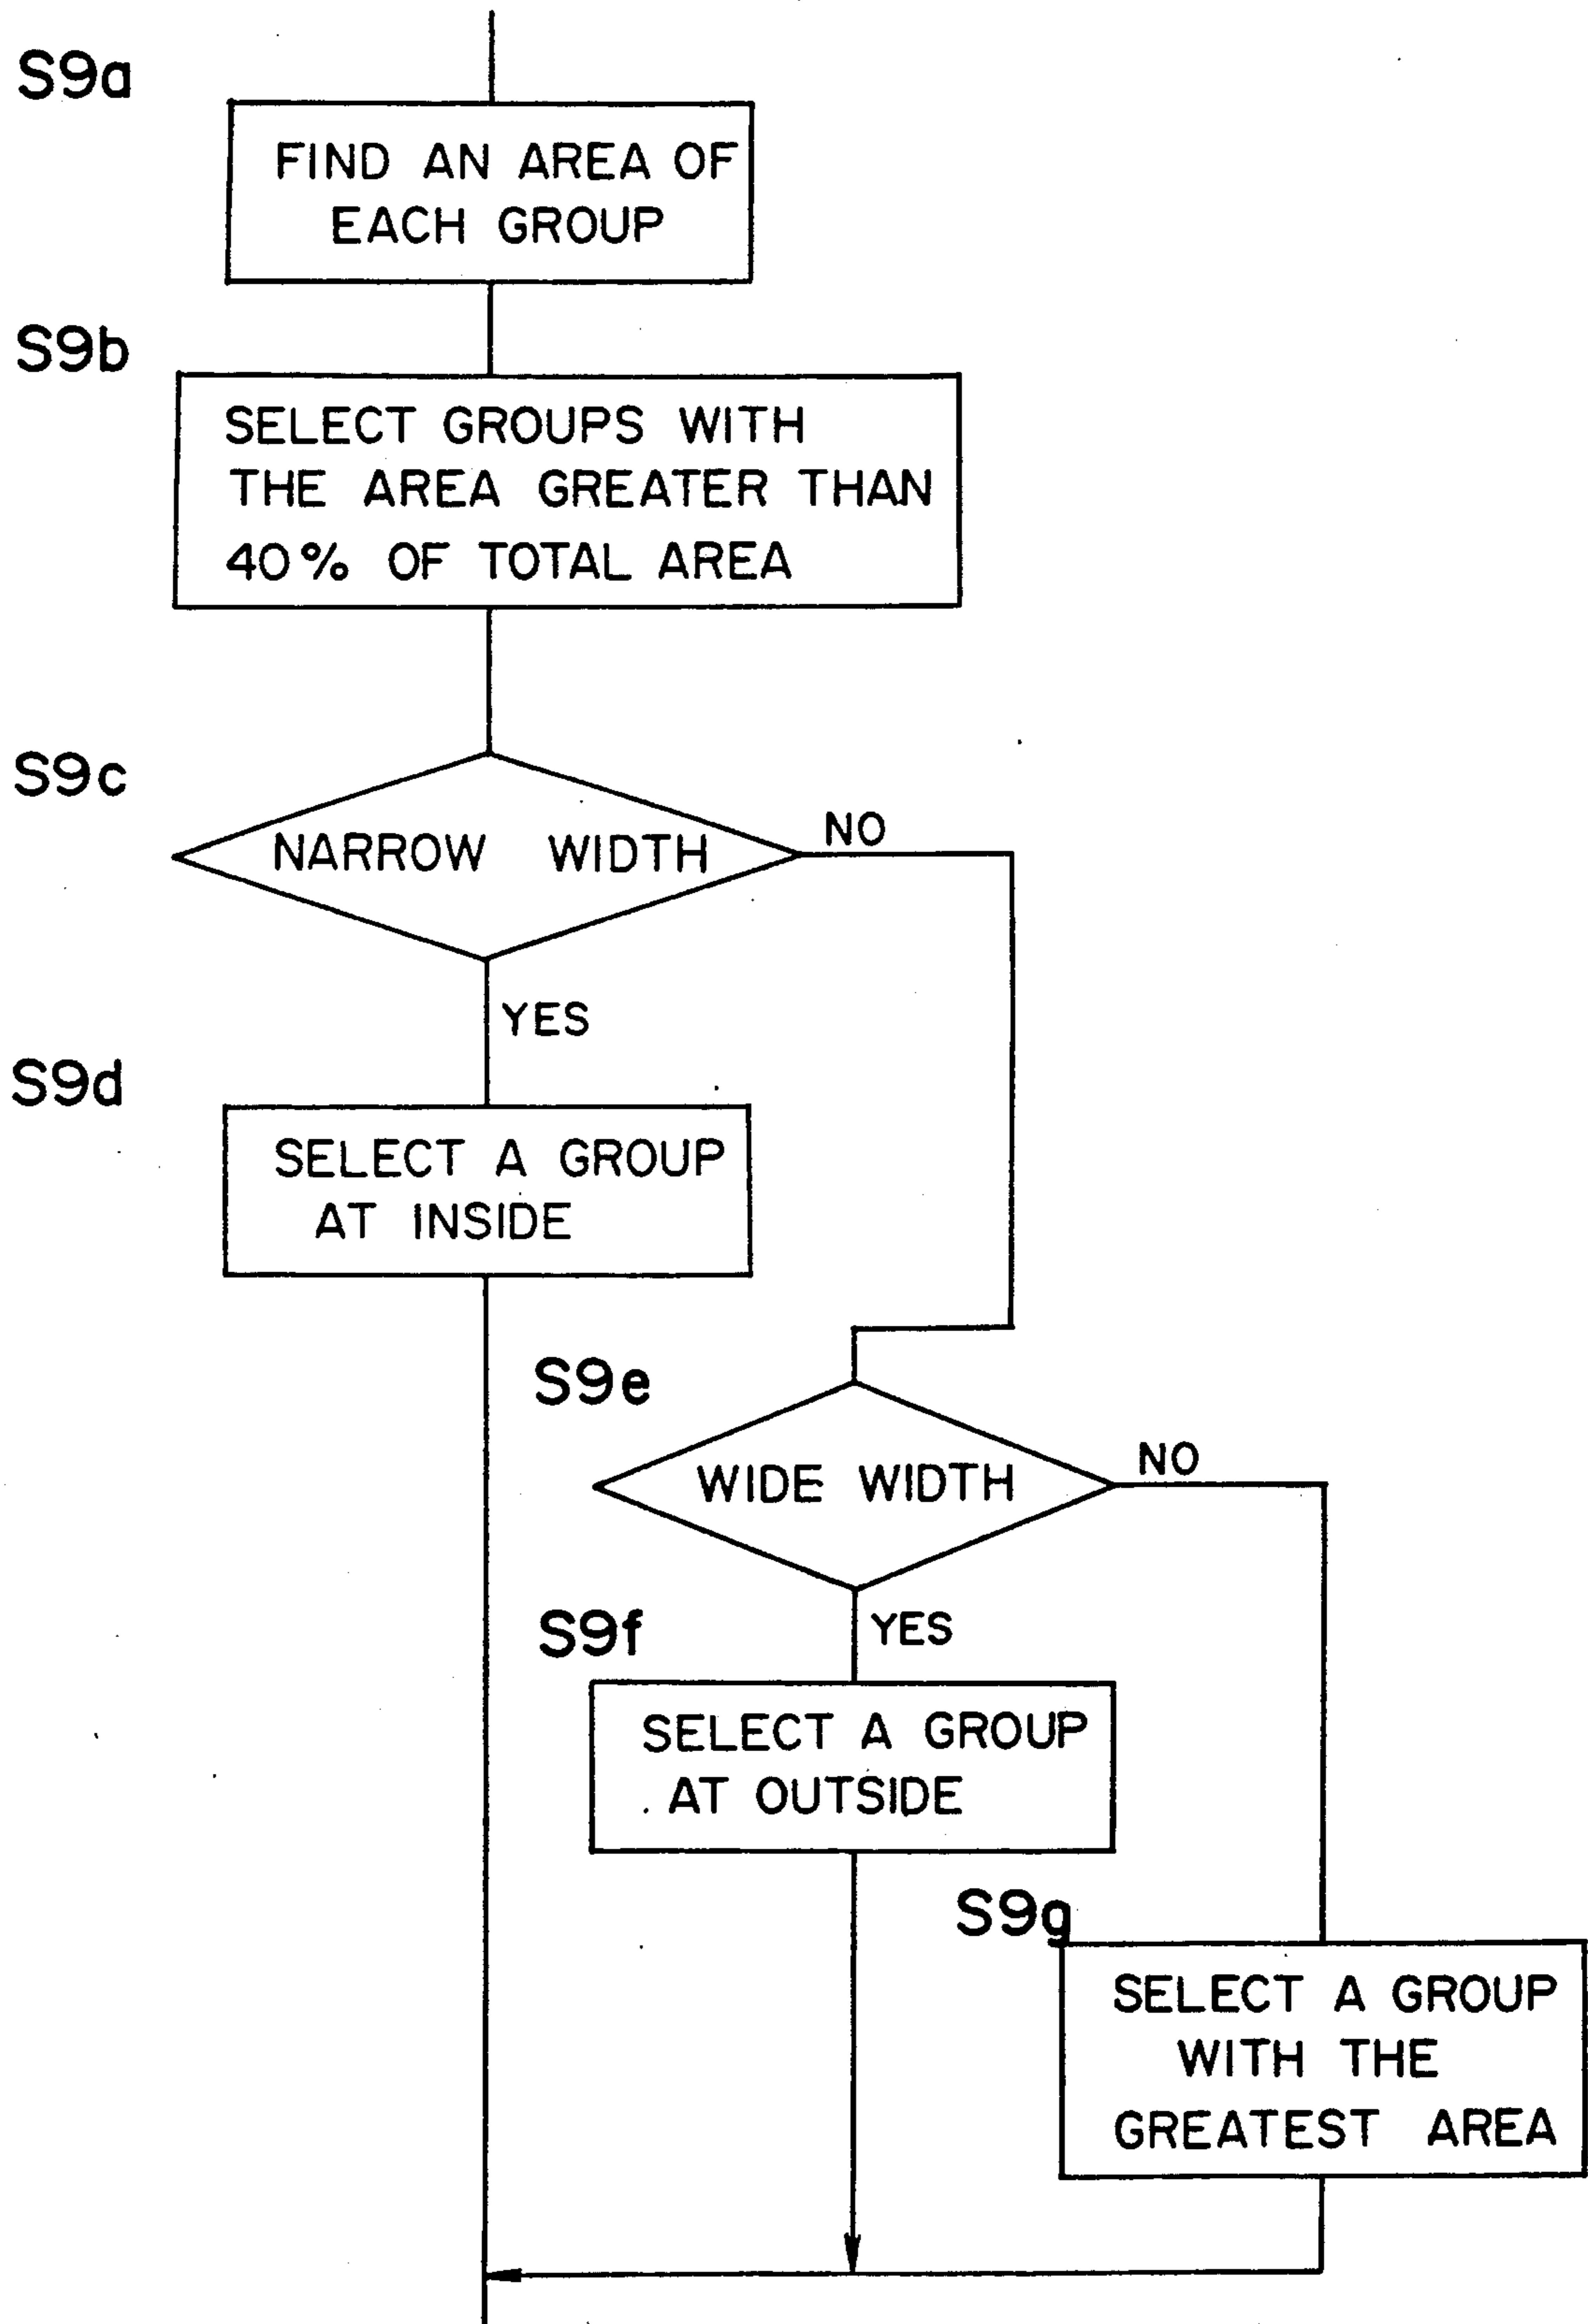 S9a
FIND AN AREA OF
EACH GROUP
S9b
SELECT GROUPS WITH
THE AREA GREATER THAN
40% OF TOTAL AREA
S9c
NARROW WIDTH
NO
YES
S9d
SELECT A GROUP
AT INSIDE
S9e
WIDE WIDTH
NO
YES
S9f
SELECT A GROUP
AT OUTSIDE
S9g
SELECT A GROUP
WITH THE
GREATEST AREA